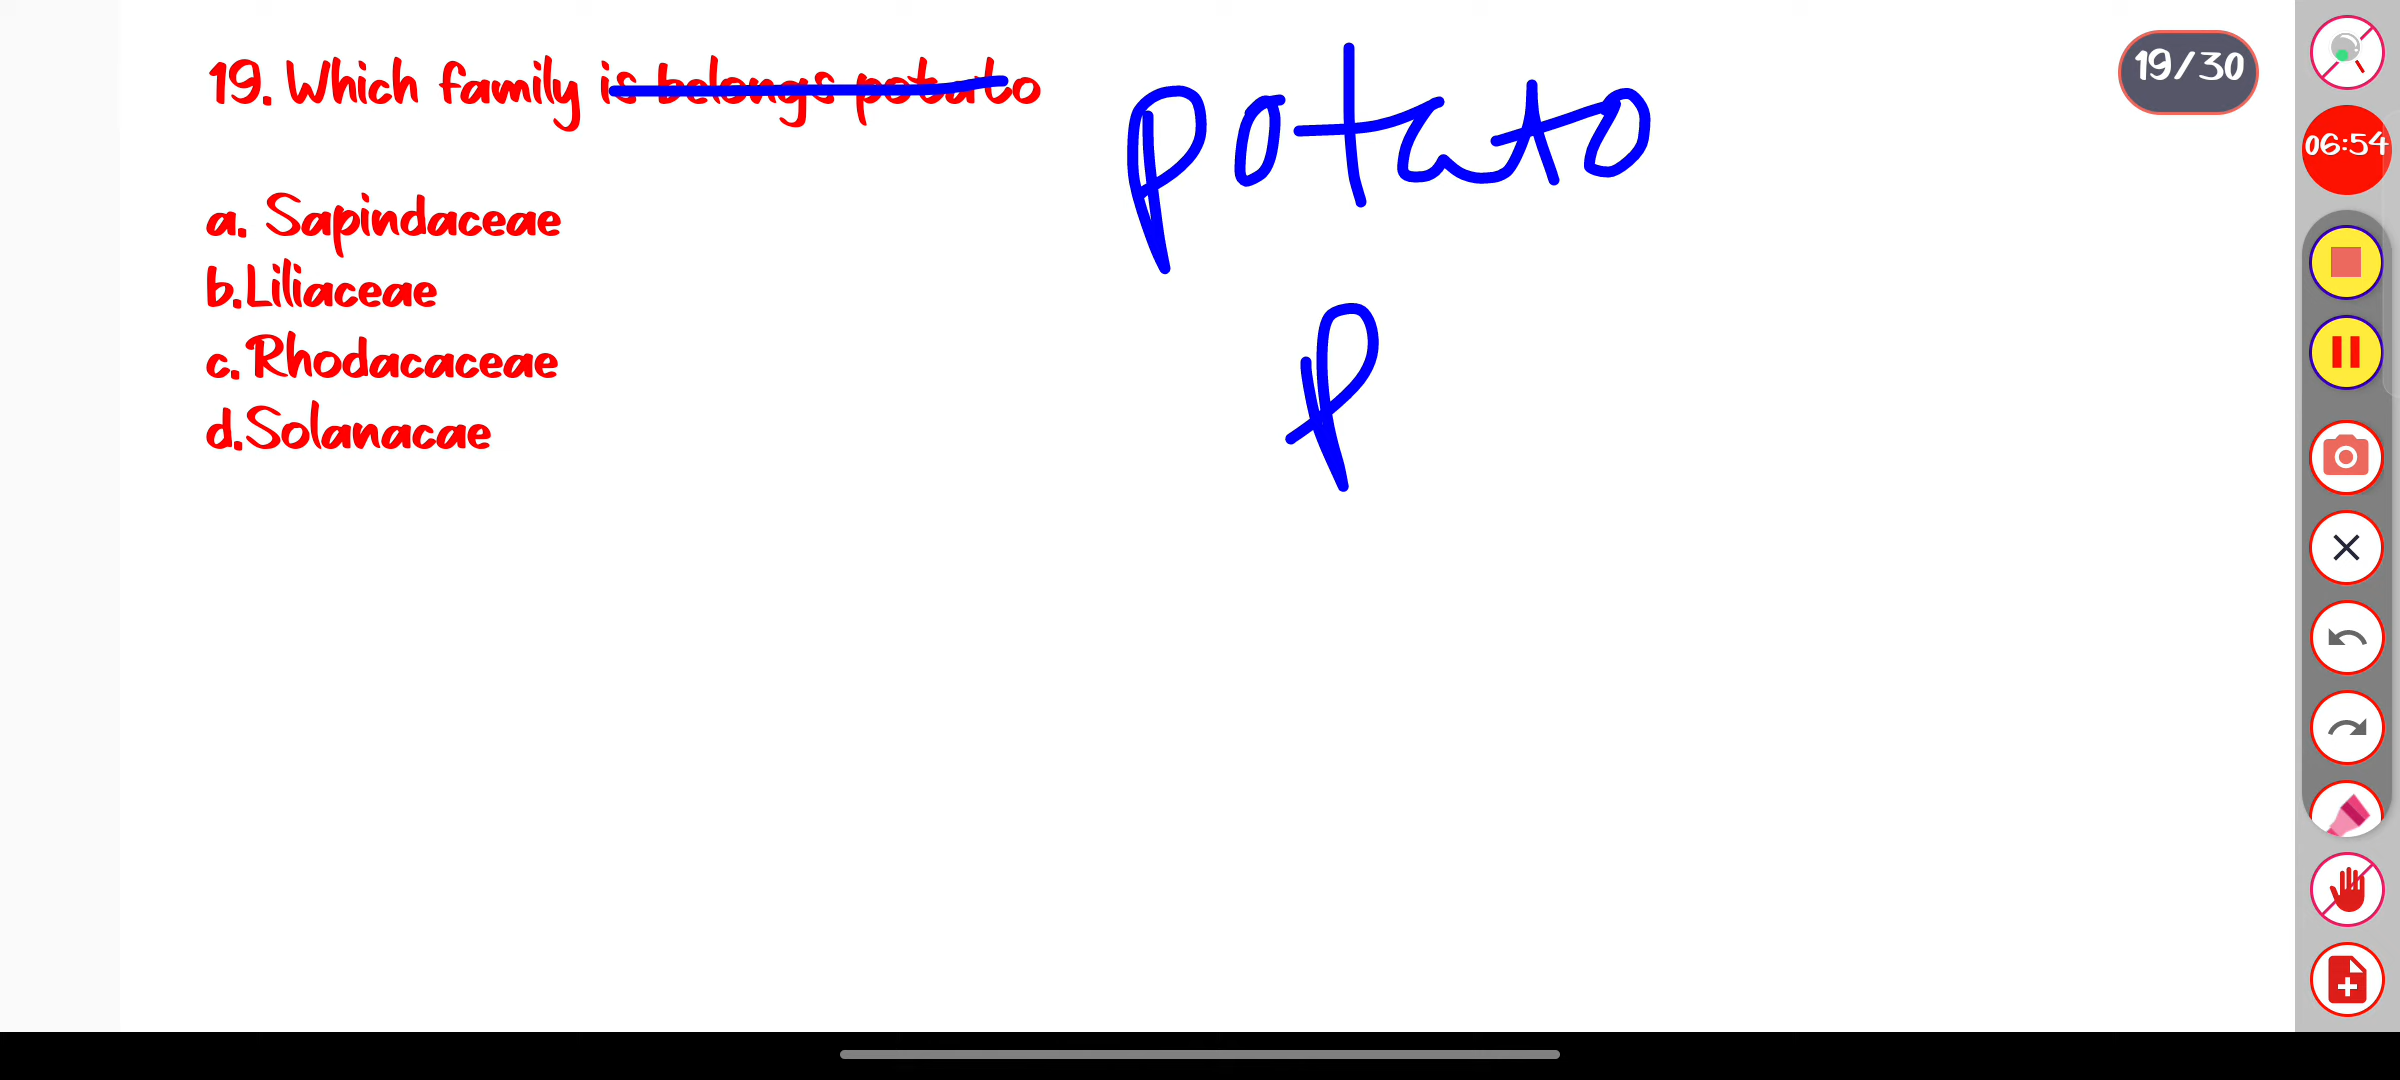 19. Which family is belongs potato
potato
19/30
06:54
a. Sapindaceae
b.Liliaceae
c. Rhodacaceae
d.Solanacae
P